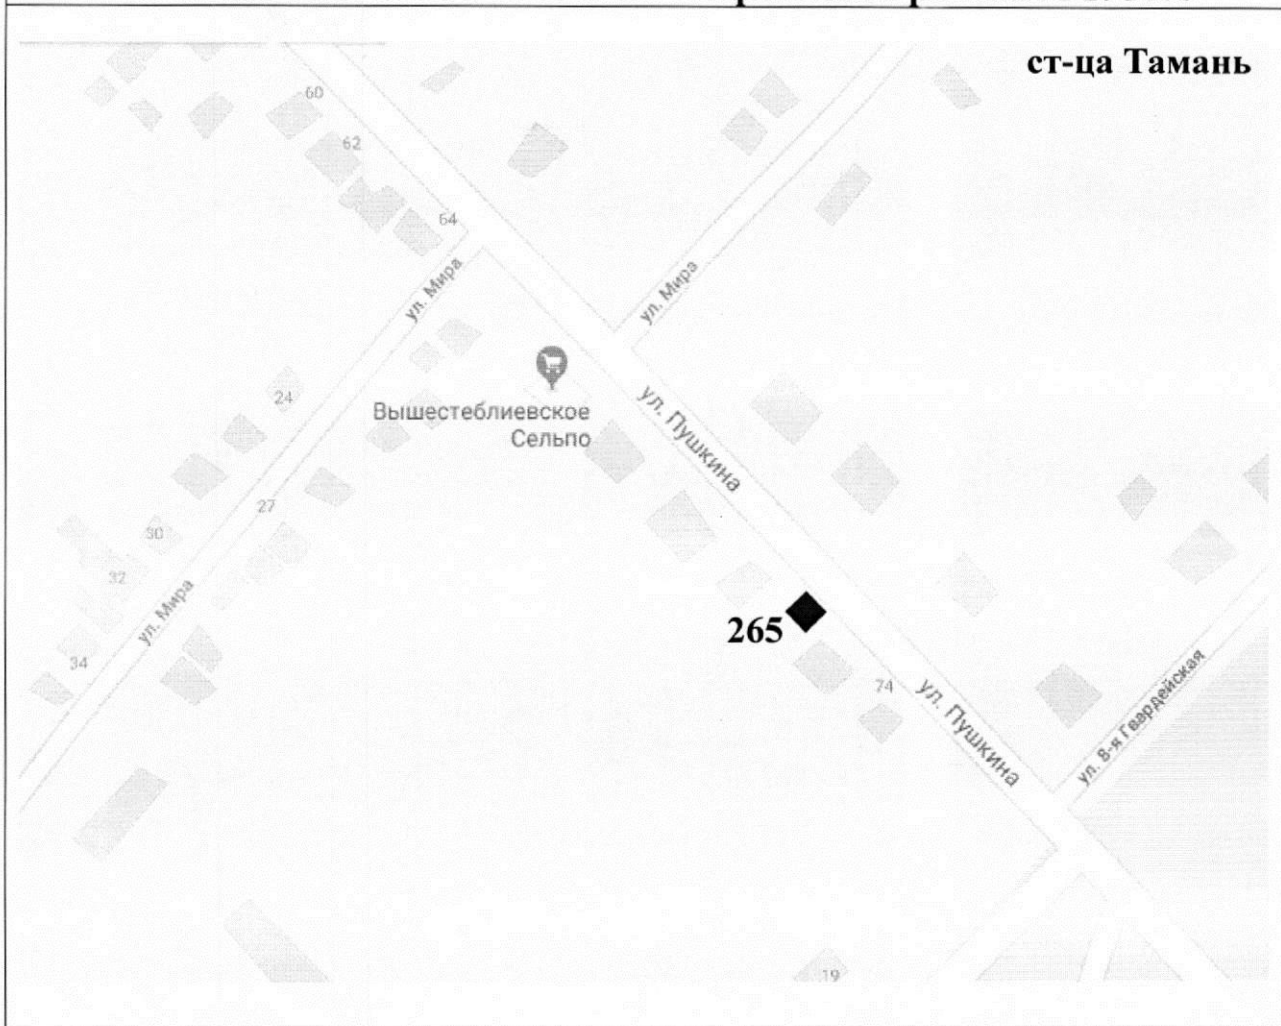 ст-ца Тамань
60
62
64
ул. Мира
ул. Мира
Вышестеблиевское
Сельпо
24
ул. Пушкина
27
30
32
ул. Мира
34
265
74
ул. Пушкина
ул. 8-я Гвардейская
19